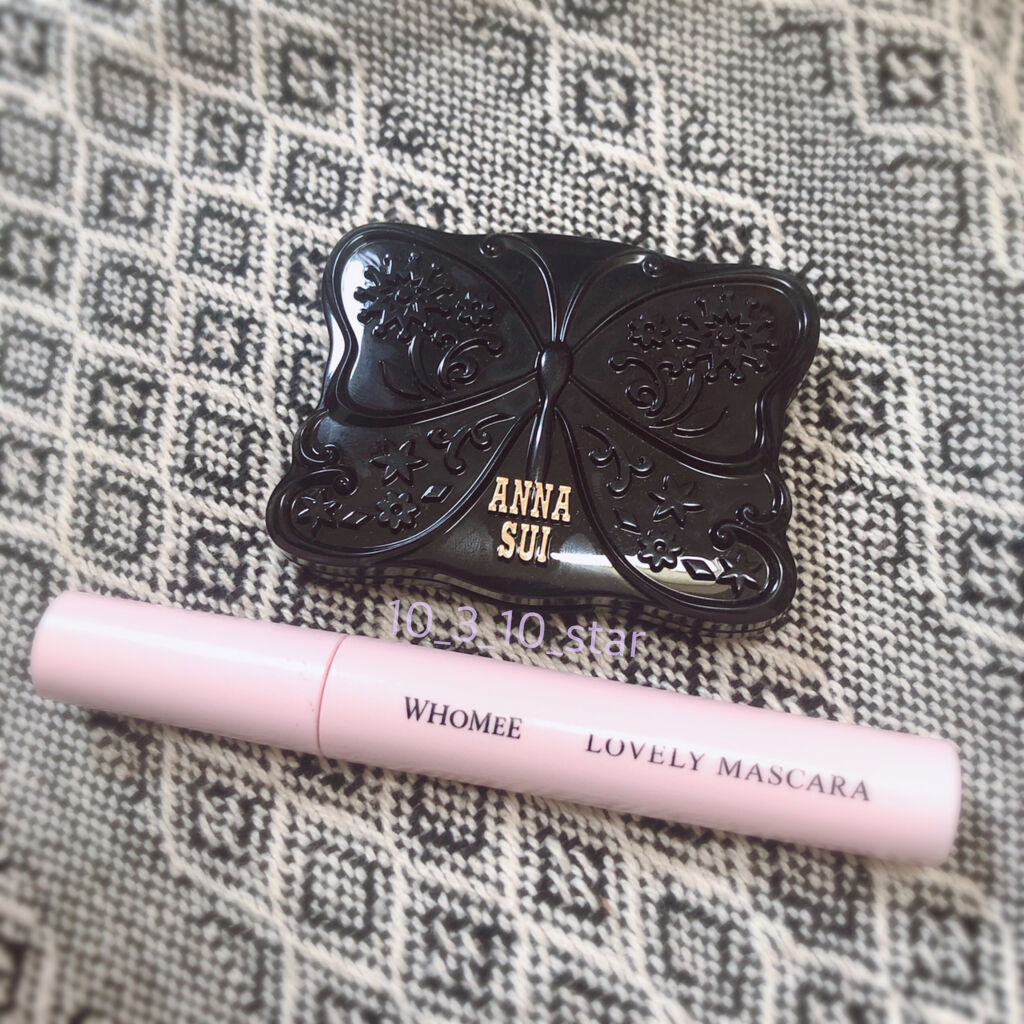 ANNA
SUI
10_3_10_star
WHOMEE LOVELY MASCARA